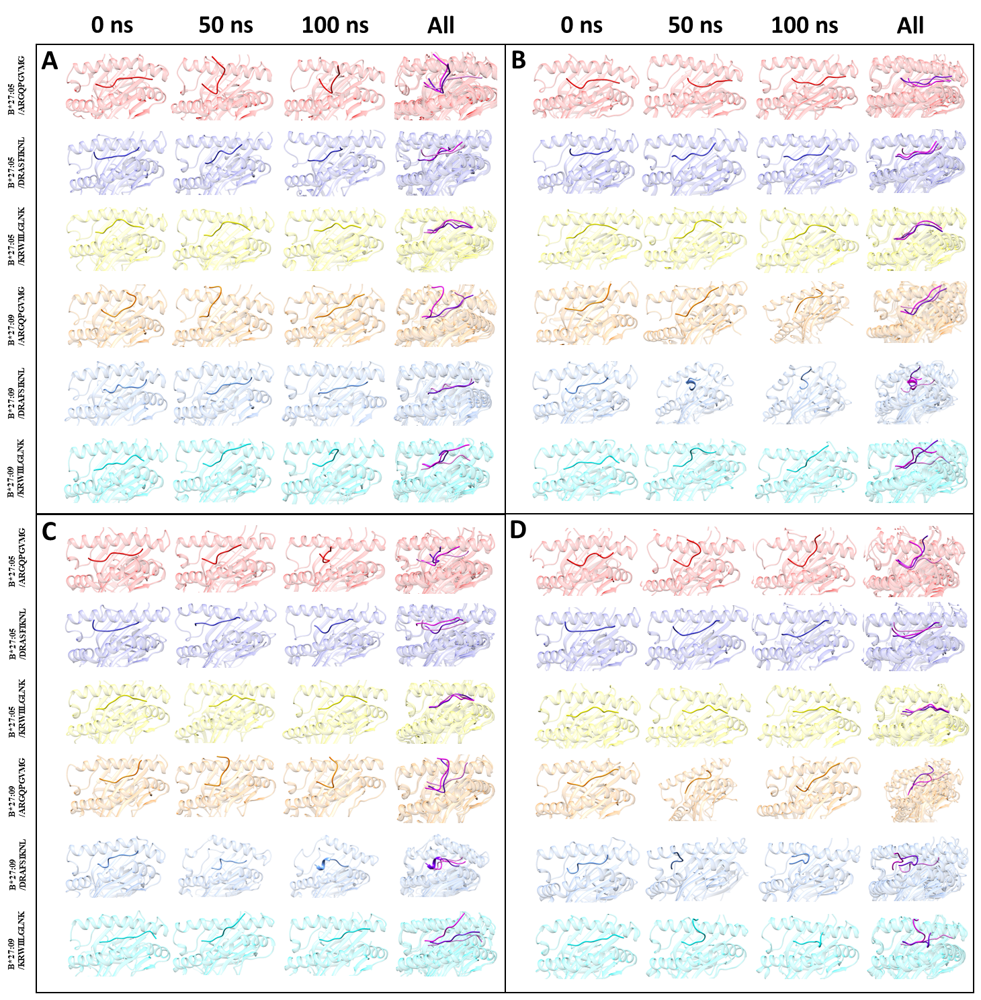 0 ns 50 ns 100 ns All 0 ns 50 ns 100 ns All
A
B
B*27:05
/ARGQPGVMG
B*27:05
/DRASFIKNL
B*27:05
/KRWIILGLNK
B*27:09
/ARGQPGVMG
B*27:09
/DRAFSIKNL
B*27:09
/KRWIILGLNK
C
D
B*27:05
/ARGQPGVMG
B*27:05
/DRASFIKNL
B*27:05
/KRWIILGLNK
B*27:09
/ARGQPGVMG
B*27:09
/DRAFSIKNL
B*27:09
/KRWIILGLNK